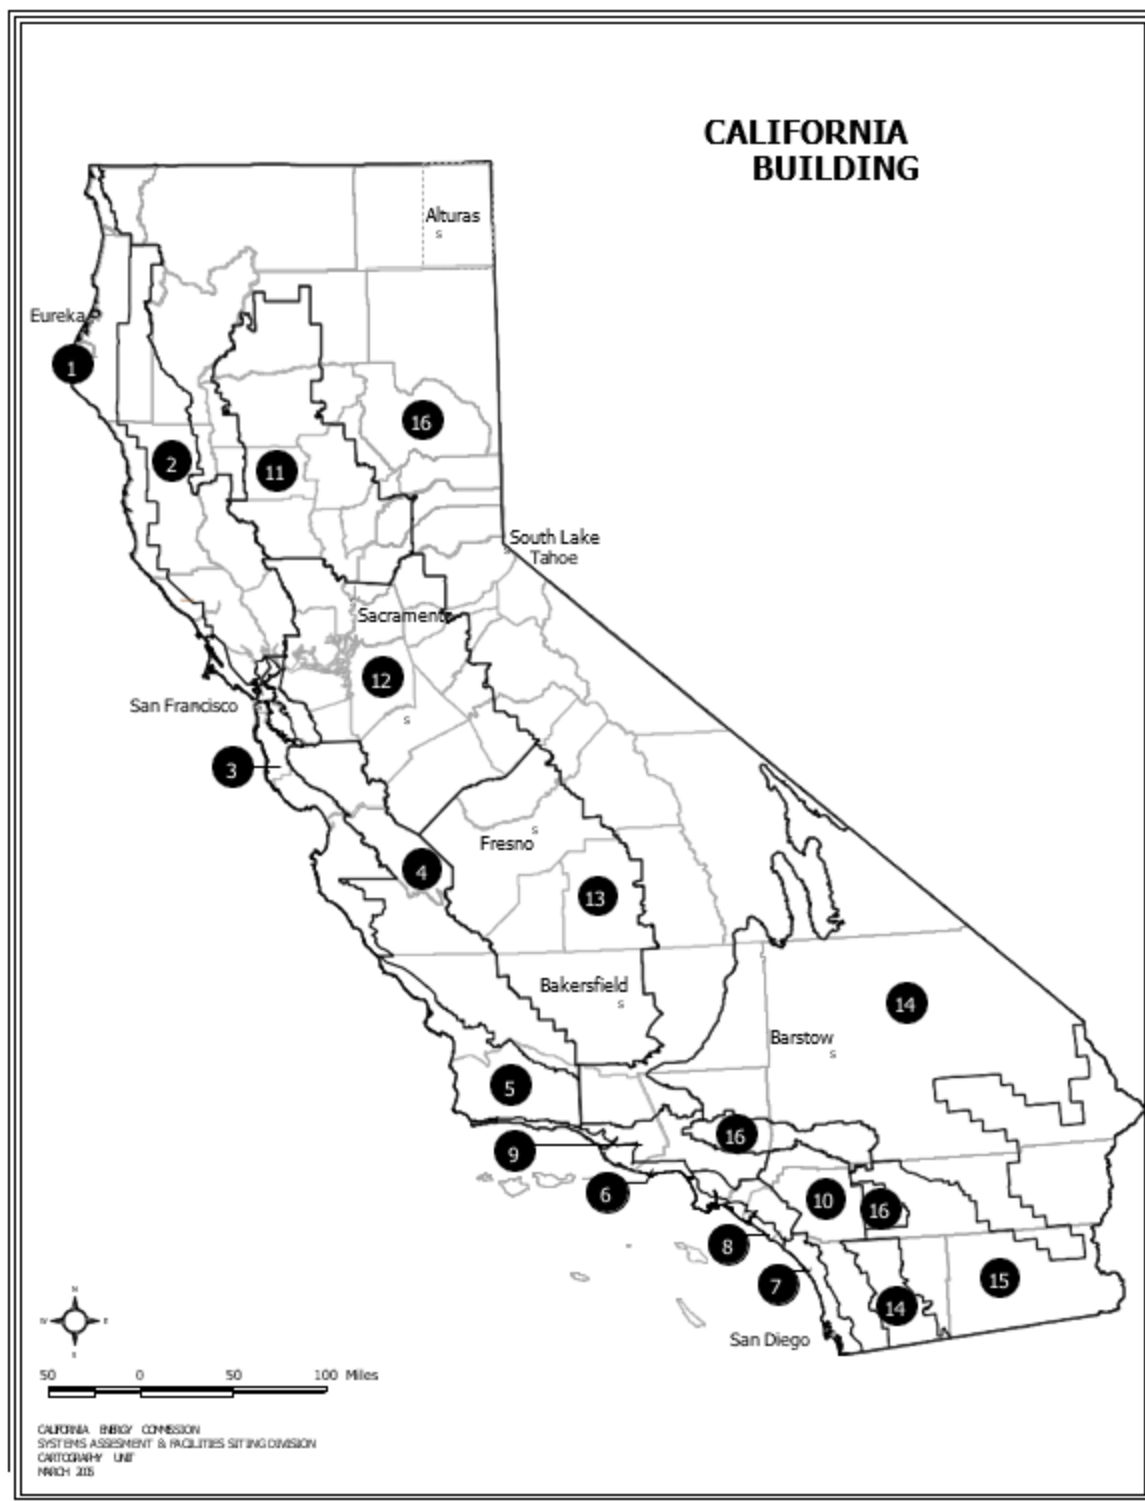 CALIFORNIA
BUILDING
Alturas
S
Eureka
1
16
2
11
South Lake
Tahoe
S
Sacramento
12
San Francisco
S
3
S
Fresno
4
13
Bakersfield
S
14
Barstow
S
5
16
9
6
10
16
8
15
7
14
San Diego
N
W E
S
50 0 50 100 Miles
CALIFORNIA ENERGY COMMISSION
SYSTEMS ASSESMENT & FACILITIES SITING DIVISION
CARTOGRAPHY UNIT
MARCH 2005